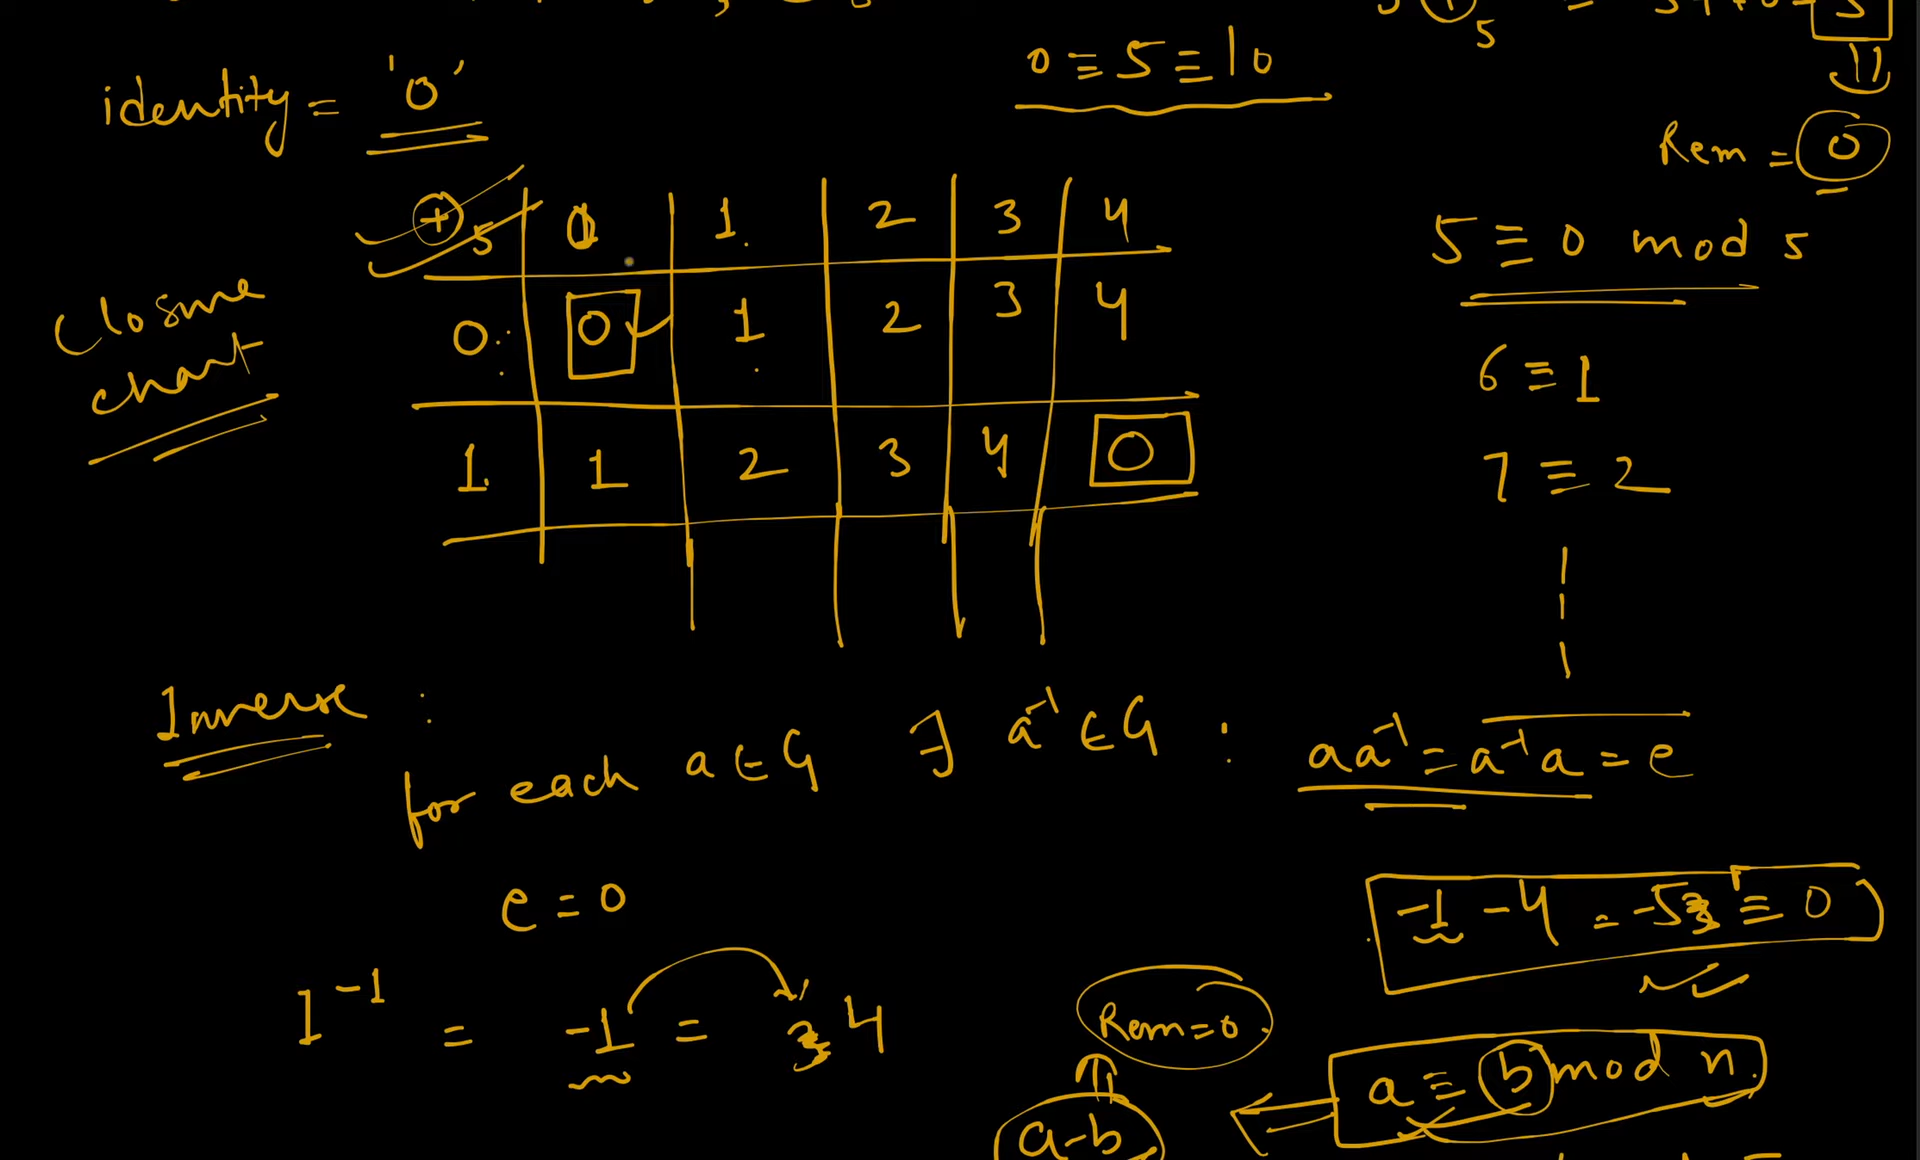 identity = '0'
0 ≡ 5 ≡ 10
5
Rem = 0
5 ≡ 0 mod 5
6 ≡ 1
7 ≡ 2
closure chart
⊕5 0 1 2 3 4
0 0 1 2 3 4
1 1 2 3 4 0
Inverse :
for each a ∈ G ∃ a⁻¹ ∈ G : aa⁻¹ = a⁻¹a = e
e = 0
-1 - 4 = -5 ≡ 0
1⁻¹ = -1 = 4
Rem = 0
a ≡ b mod n
a-b